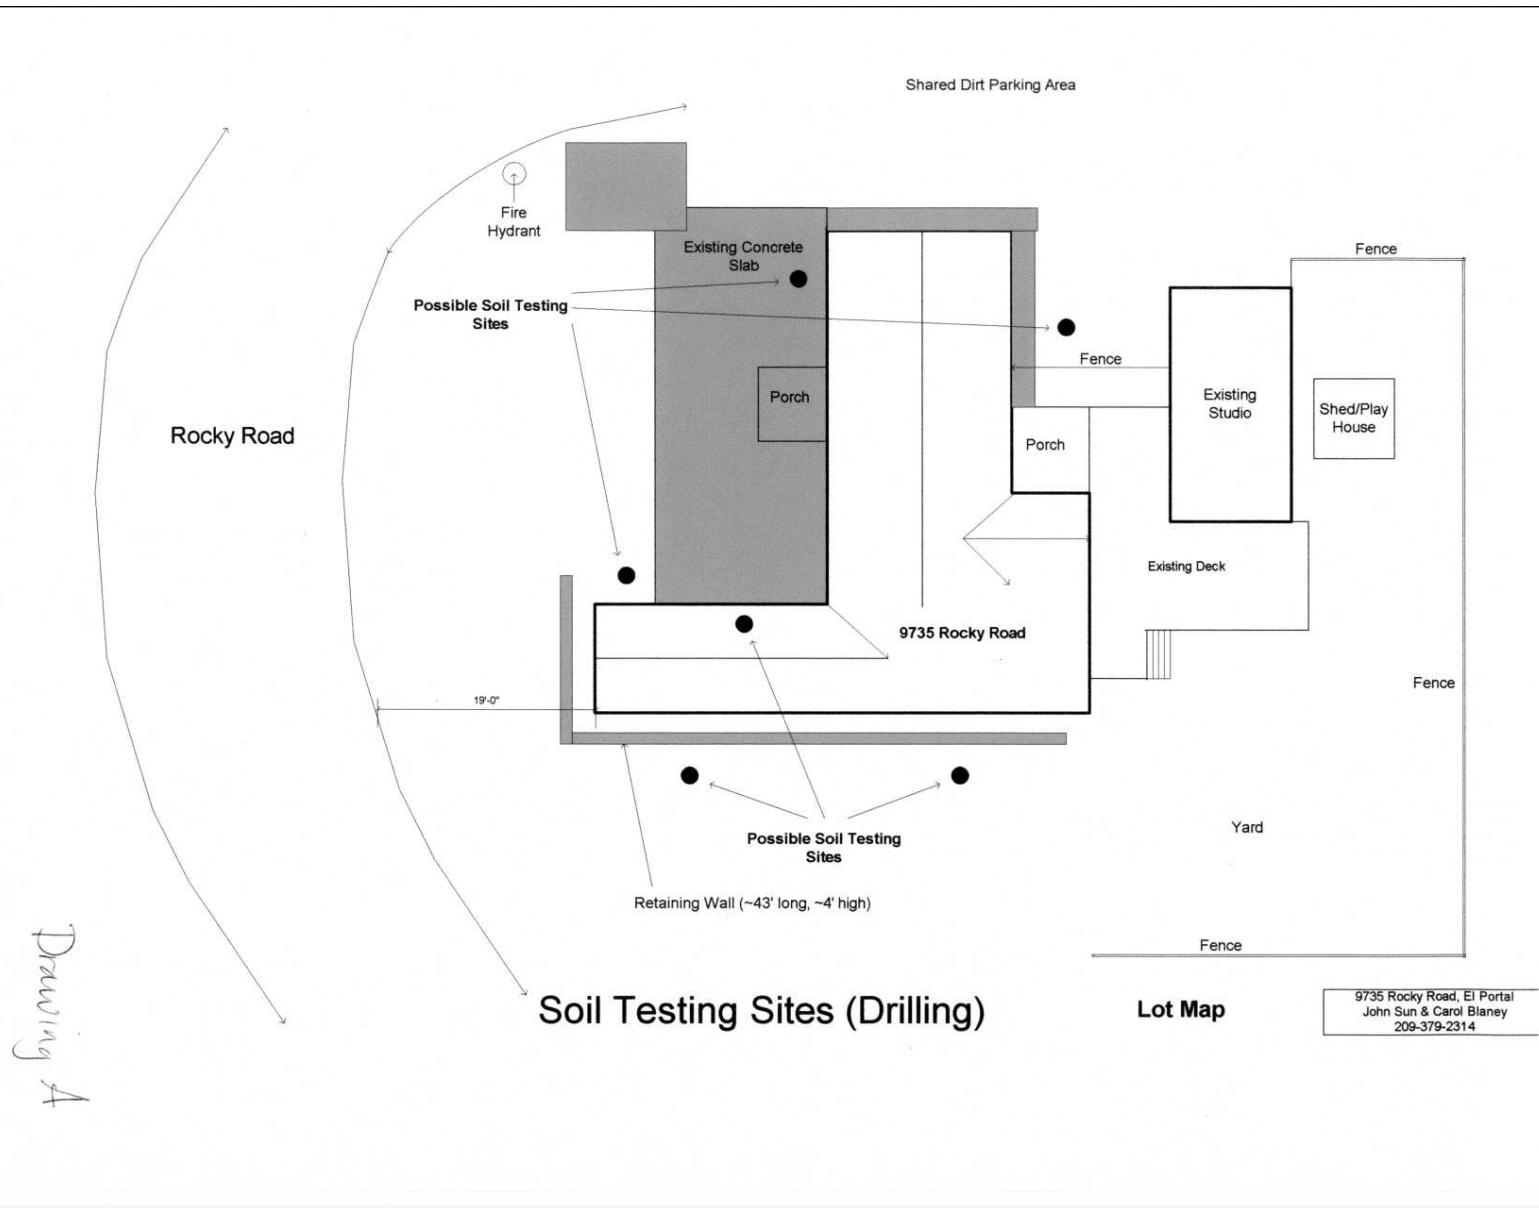 Shared Dirt Parking Area
Fire
Hydrant
Existing Concrete
Slab
Fence
Possible Soil Testing
Sites
Fence
Porch
Existing
Studio
Shed/Play
House
Rocky Road
Porch
Existing Deck
9735 Rocky Road
Fence
19'-0"
Yard
Possible Soil Testing
Sites
Retaining Wall (~43' long, ~4' high)
Fence
Soil Testing Sites (Drilling)
Lot Map
9735 Rocky Road, El Portal
John Sun & Carol Blaney
209-379-2314
Drawing A